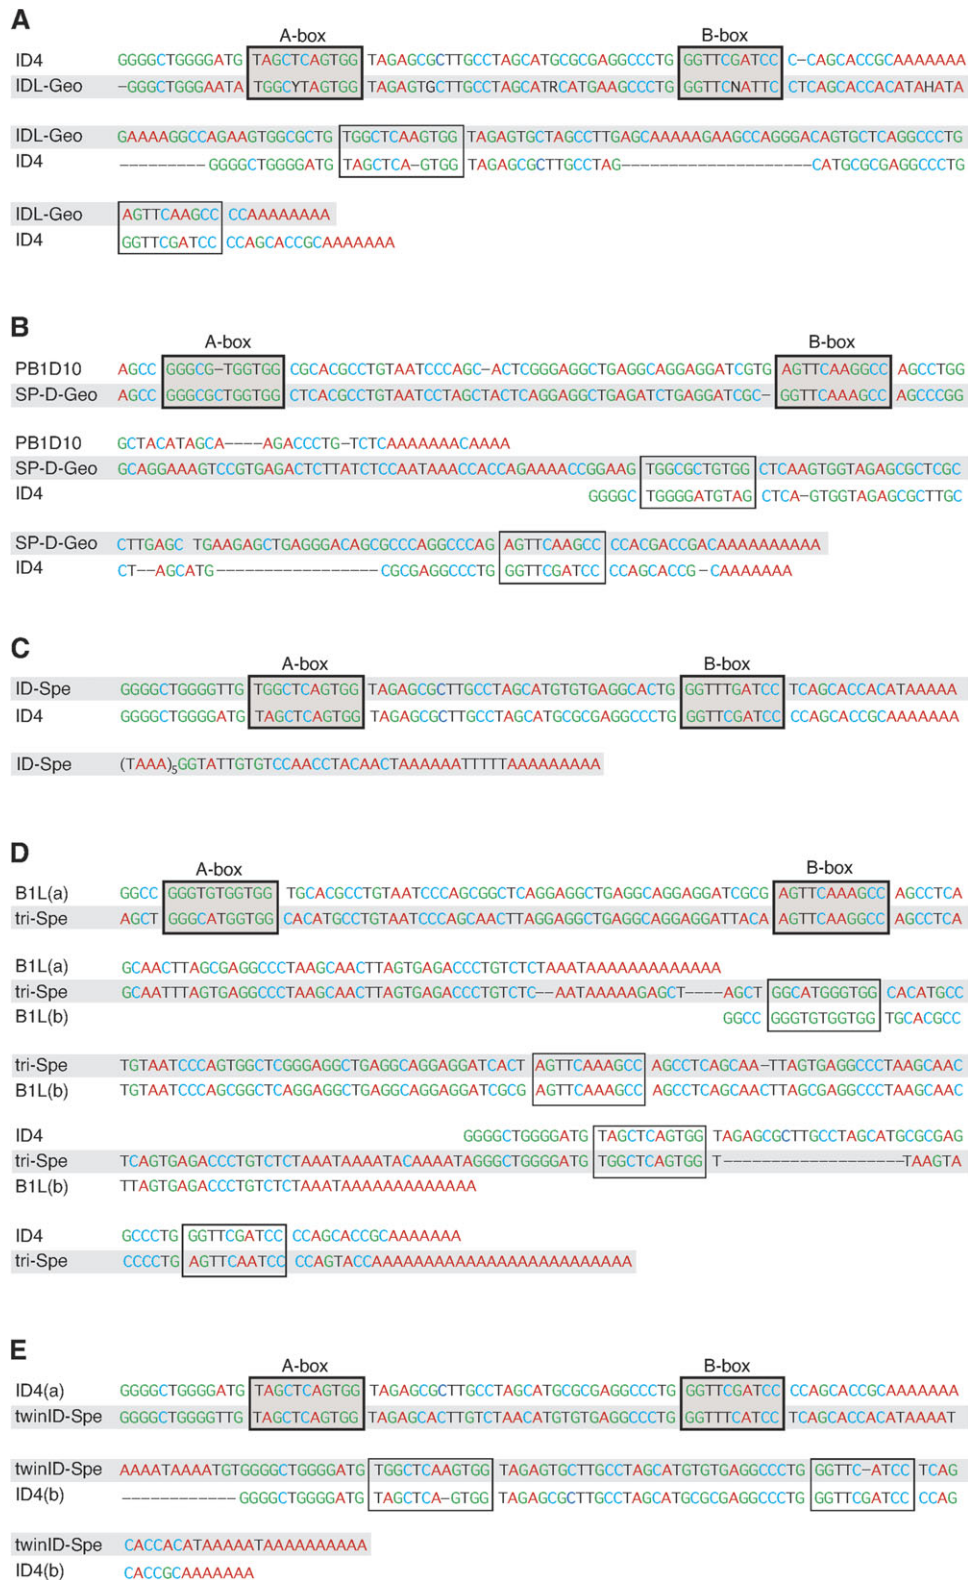 A
A-box B-box
ID4 GGGGCTGGGGATG TAGCTCAGTGG TAGAGCGCTTGCCTAGCATGCGCGAGGCCCTG GGTTCGATCC C–CAGCACCGCAAAAAAA
IDL-Geo –GGGCTGGGAATA TGGCYTAGTGG TAGAGTGCTTGCCTAGCATRCATGAAGCCCTG GGTTCNATTC CTCAGCACCACATAHATA
IDL-Geo GAAAAGGCCAGAAGTGGCGCTG TGGCTCAAGTGG TAGAGTGCTAGCCTTGAGCAAAAAGAAGCCAGGGACAGTGCTCAGGCCCTG
ID4 –––––––––GGGGCTGGGGATG TAGCTCA–GTGG TAGAGCGCTTGCCTAG––––––––––––––––––––CATGCGCGAGGCCCTG
IDL-Geo AGTTCAAGCC CCAAAAAAAA
ID4 GGTTCGATCC CCAGCACCGCAAAAAAA
B
A-box B-box
PB1D10 AGCC GGGCG–TGGTGG CGCACGCCTGTAATCCCAGC–ACTCGGGAGGCTGAGGCAGGAGGATCGTG AGTTCAAGGCC AGCCTGG
SP-D-Geo AGCC GGGCGCTGGTGG CTCACGCCTGTAATCCTAGCTACTCAGGAGGCTGAGATCTGAGGATCGC– GGTTCAAAGCC AGCCCGG
PB1D10 GCTACATAGCA––––AGACCCTG–TCTCAAAAAAACAAAA
SP-D-Geo GCAGGAAAGTCCGTGAGACTCTTATCTCCAATAAACCACCAGAAAACCGGAAG TGGCGCTGTGG CTCAAGTGGTAGAGCGCTCGC
ID4 GGGGC TGGGGATGTAG CTCA–GTGGTAGAGCGCTTGC
SP-D-Geo CTTGAGC TGAAGAGCTGAGGGACAGCGCCCAGGCCCAG AGTTCAAGCC CCACGACCGACAAAAAAAAAA
ID4 CT––AGCATG–––––––––––––––––CGCGAGGCCCTG GGTTCGATCC CCAGCACCG–CAAAAAAA
C
A-box B-box
ID-Spe GGGGCTGGGGTTG TGGCTCAGTGG TAGAGCGCTTGCCTAGCATGTGTGAGGCACTG GGTTTGATCC TCAGCACCACATAAAAA
ID4 GGGGCTGGGGATG TAGCTCAGTGG TAGAGCGCTTGCCTAGCATGCGCGAGGCCCTG GGTTCGATCC CCAGCACCGCAAAAAAA
ID-Spe (TAAA)5GGTATTGTGTCCAACCTACAACTAAAAAATTTTTAAAAAAAAA
D
A-box B-box
B1L(a) GGCC GGGTGTGGTGG TGCACGCCTGTAATCCCAGCGGCTCAGGAGGCTGAGGCAGGAGGATCGCG AGTTCAAAGCC AGCCTCA
tri-Spe AGCT GGGCATGGTGG CACATGCCTGTAATCCCAGCAACTTAGGAGGCTGAGGCAGGAGGATTACA AGTTCAAGGCC AGCCTCA
B1L(a) GCAACTTAGCGAGGCCCTAAGCAACTTAGTGAGACCCTGTCTCTAAATAAAAAAAAAAAAA
tri-Spe GCAATTTAGTGAGGCCCTAAGCAACTTAGTGAGACCCTGTCTC––AATAAAAAGAGCT––––AGCT GGCATGGGTGG CACATGCC
B1L(b) GGCC GGGTGTGGTGG TGCACGCC
tri-Spe TGTAATCCCAGTGGCTCGGGAGGCTGAGGCAGGAGGATCACT AGTTCAAAGCC AGCCTCAGCAA–TTAGTGAGGCCCTAAGCAAC
B1L(b) TGTAATCCCAGCGGCTCAGGAGGCTGAGGCAGGAGGATCGCG AGTTCAAAGCC AGCCTCAGCAACTTAGCGAGGCCCTAAGCAAC
ID4 GGGGCTGGGGATG TAGCTCAGTGG TAGAGCGCTTGCCTAGCATGCGCGAG
tri-Spe TCAGTGAGACCCTGTCTCTAAATAAAATACAAAATAGGGCTGGGGATG TGGCTCAGTGG T–––––––––––––––––––TAAGTA
B1L(b) TTAGTGAGACCCTGTCTCTAAATAAAAAAAAAAAAA
ID4 GCCCTG GGTTCGATCC CCAGCACCGCAAAAAAA
tri-Spe CCCCTG AGTTCAATCC CCAGTACCAAAAAAAAAAAAAAAAAAAAAAAAAA
E
A-box B-box
ID4(a) GGGGCTGGGGATG TAGCTCAGTGG TAGAGCGCTTGCCTAGCATGCGCGAGGCCCTG GGTTCGATCC CCAGCACCGCAAAAAAA
twinID-Spe GGGGCTGGGGTTG TAGCTCAGTGG TAGAGCACTTGTCTAACATGTGTGAGGCCCTG GGTTTCATCC TCAGCACCACATAAAAT
twinID-Spe AAAATAAAATGTGGGGCTGGGGATG TGGCTCAAGTGG TAGAGTGCTTGCCTAGCATGTGTGAGGCCCTG GGTTC–ATCC TCAG
ID4(b) ––––––––––––GGGGCTGGGGATG TAGCTCA–GTGG TAGAGCGCTTGCCTAGCATGCGCGAGGCCCTG GGTTCGATCC CCAG
twinID-Spe CACCACATAAAAATAAAAAAAAAA
ID4(b) CACCGCAAAAAAA